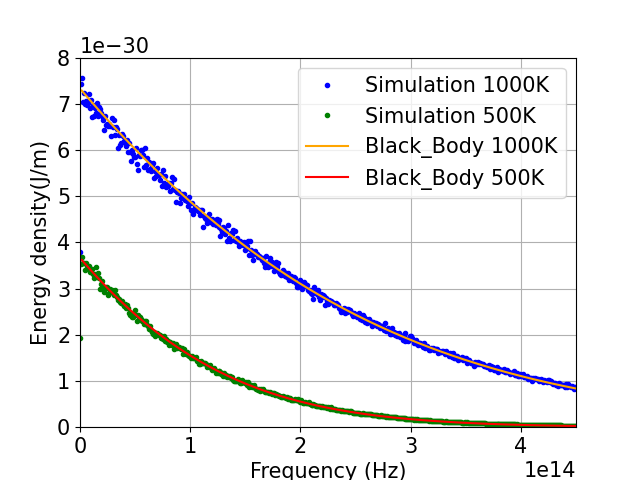 1e−30
8
7
6
5
4
3
2
1
0
Energy density(J/m)
Simulation 1000K
Simulation 500K
Black_Body 1000K
Black_Body 500K
0 1 2 3 4
1e14
Frequency (Hz)